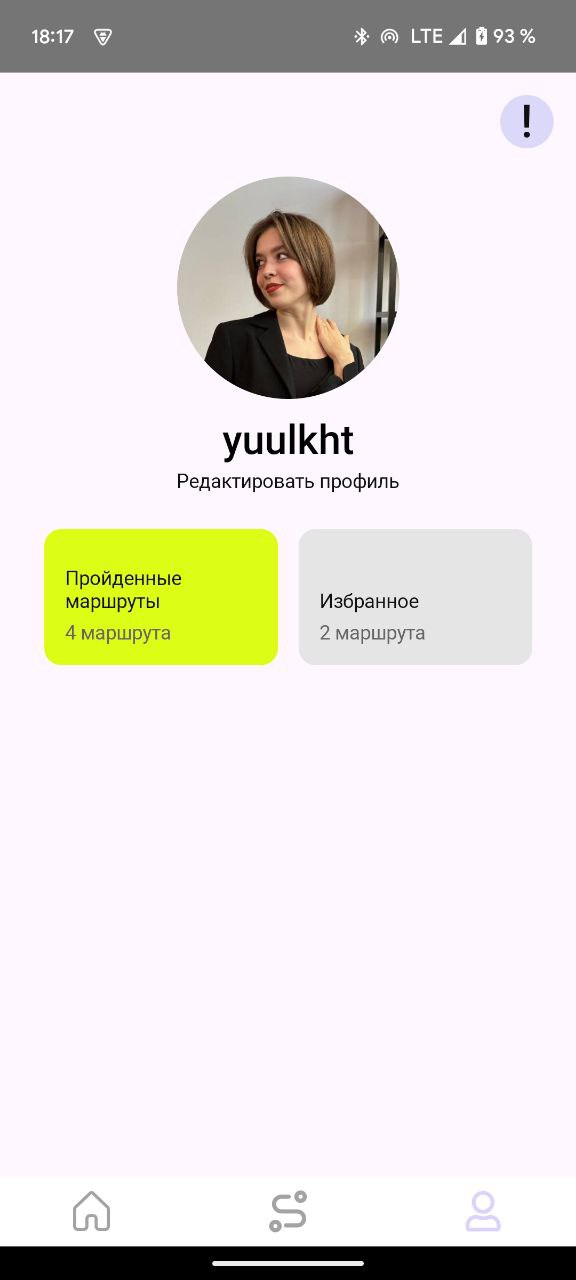 18:17 LTE 93 %
!
yuulkht
Редактировать профиль
Пройденные
маршруты
4 маршрута
Избранное
2 маршрута